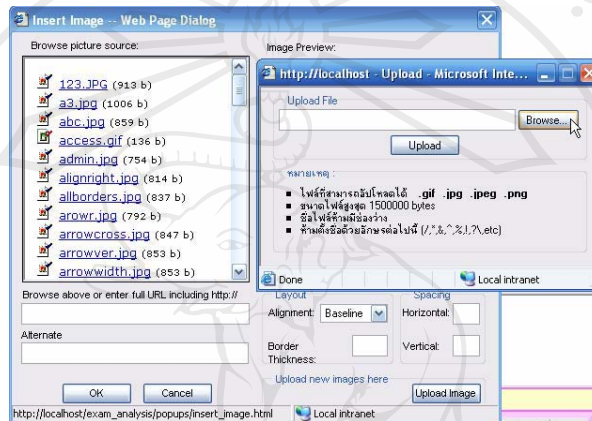 Insert Image -- Web Page Dialog
Browse picture source:
Image Preview:
123.JPG (913 b)
a3.jpg (1006 b)
abc.jpg (859 b)
access.gif (136 b)
admin.jpg (754 b)
alignright.jpg (814 b)
allborders.jpg (837 b)
arowr.jpg (792 b)
arrowcross.jpg (847 b)
arrowver.jpg (853 b)
arrowwidth.jpg (853 b)
http://localhost - Upload - Microsoft Inte...
Upload File
Browse...
Upload
หมายเหตุ :
ไฟล์ที่สามารถอัปโหลดได้ .gif .jpg .jpeg .png
ขนาดไฟล์สูงสุด 1500000 bytes
ชื่อไฟล์ห้ามมีช่องว่าง
ห้ามตั้งชื่อด้วยอักษรต่อไปนี้ (/,*,&,^,%,!,?\,etc)
Done
Local intranet
Browse above or enter full URL including http://
Alternate
OK
Cancel
Layout
Alignment: Baseline
Border Thickness:
Spacing
Horizontal:
Vertical:
Upload new images here
Upload Image
http://localhost/exam_analysis/popups/insert_image.html
Local intranet